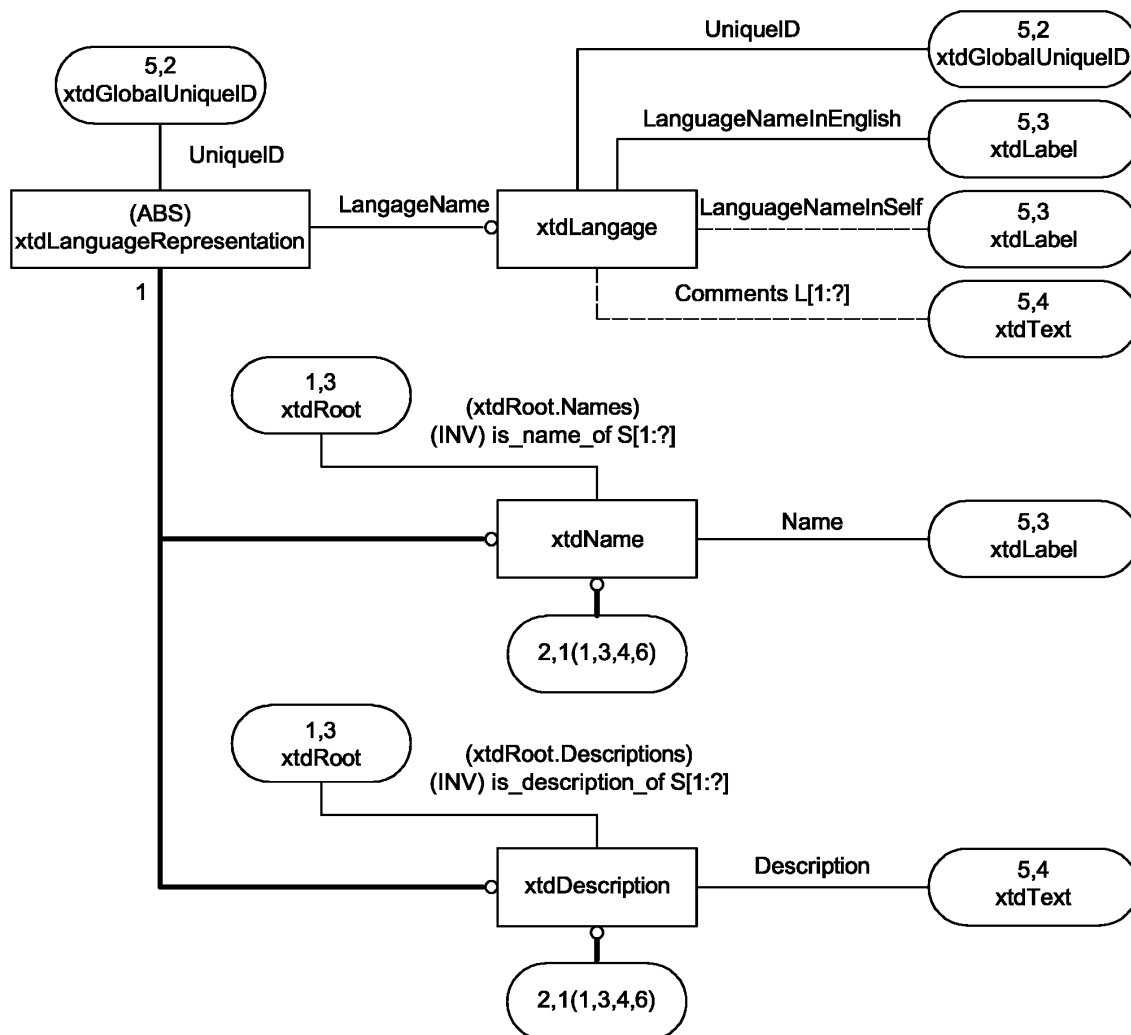 5,2
xtdGlobalUniqueID
UniqueID
(ABS)
xtdLanguageRepresentation
1
LangageName
xtdLangage
UniqueID
5,2
xtdGlobalUniqueID
LanguageNameInEnglish
5,3
xtdLabel
LanguageNameInSelf
5,3
xtdLabel
Comments L[1:?]
5,4
xtdText
1,3
xtdRoot
(xtdRoot.Names)
(INV) is_name_of S[1:?]
xtdName
Name
5,3
xtdLabel
2,1(1,3,4,6)
1,3
xtdRoot
(xtdRoot.Descriptions)
(INV) is_description_of S[1:?]
xtdDescription
Description
5,4
xtdText
2,1(1,3,4,6)